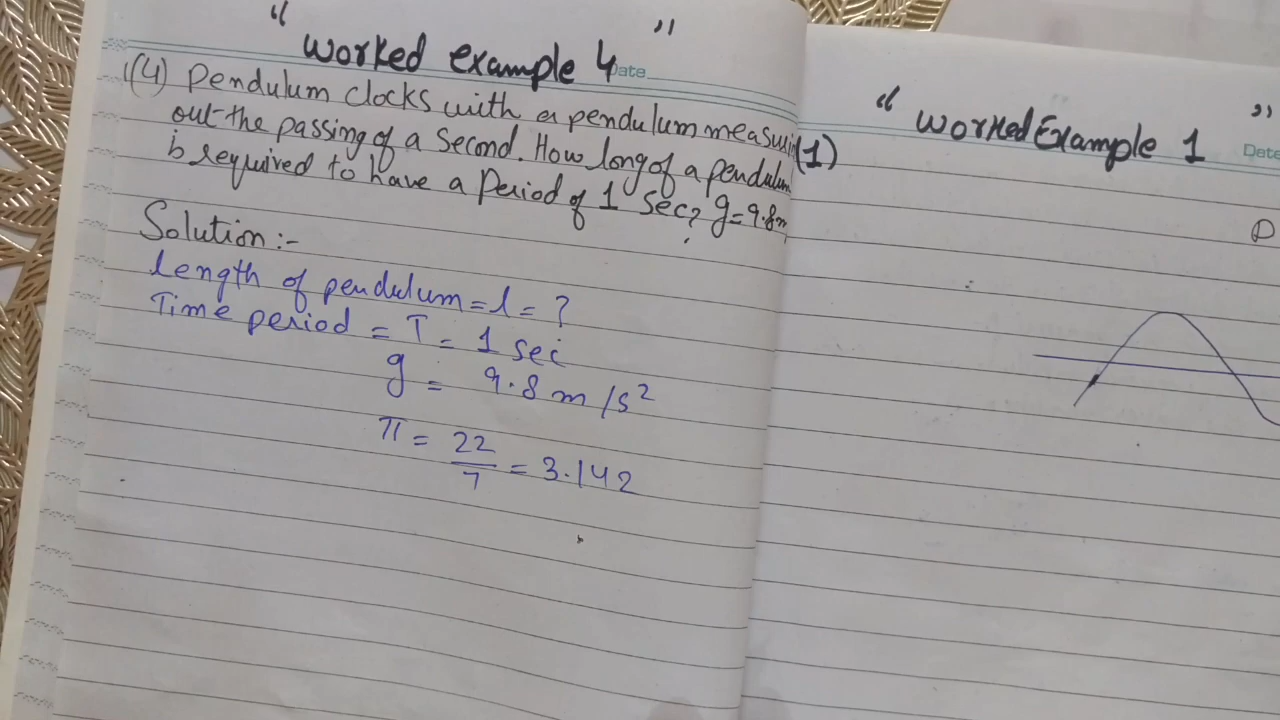 " Worked example 4 "
Date
(4) Pendulum clocks with a pendulum measu
out the passing of a Second. How long of a pendulum
is required to have a Period of 1 sec? g=9.8m
Solution :-
length of pendulum = l = ?
Time period = T = 1 sec
g = 9.8 m/s²
π = 22/7 = 3.142
" Worked Example 1 "
Date
(1)